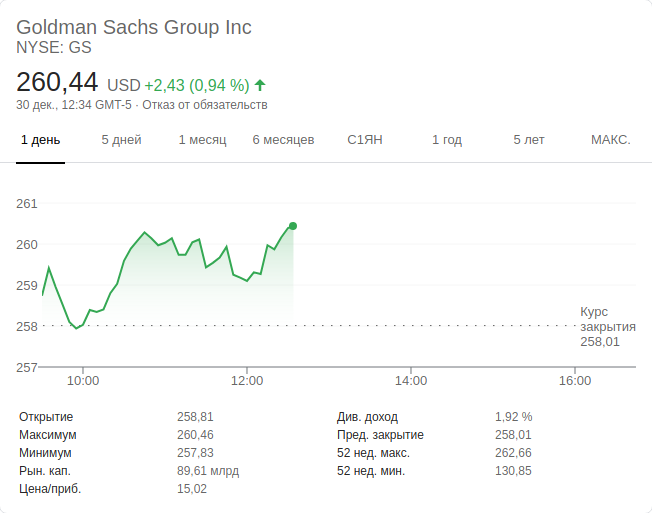 Goldman Sachs Group Inc
NYSE: GS
260,44 USD +2,43 (0,94 %)
30 дек., 12:34 GMT-5 · Отказ от обязательств
1 день 5 дней 1 месяц 6 месяцев С1ЯН 1 год 5 лет МАКС.
261
260
259
258
257
Курс
закрытия
258,01
10:00 12:00 14:00 16:00
Открытие 258,81 Див. доход 1,92 %
Максимум 260,46 Пред. закрытие 258,01
Минимум 257,83 52 нед. макс. 262,66
Рын. кап. 89,61 млрд 52 нед. мин. 130,85
Цена/приб. 15,02